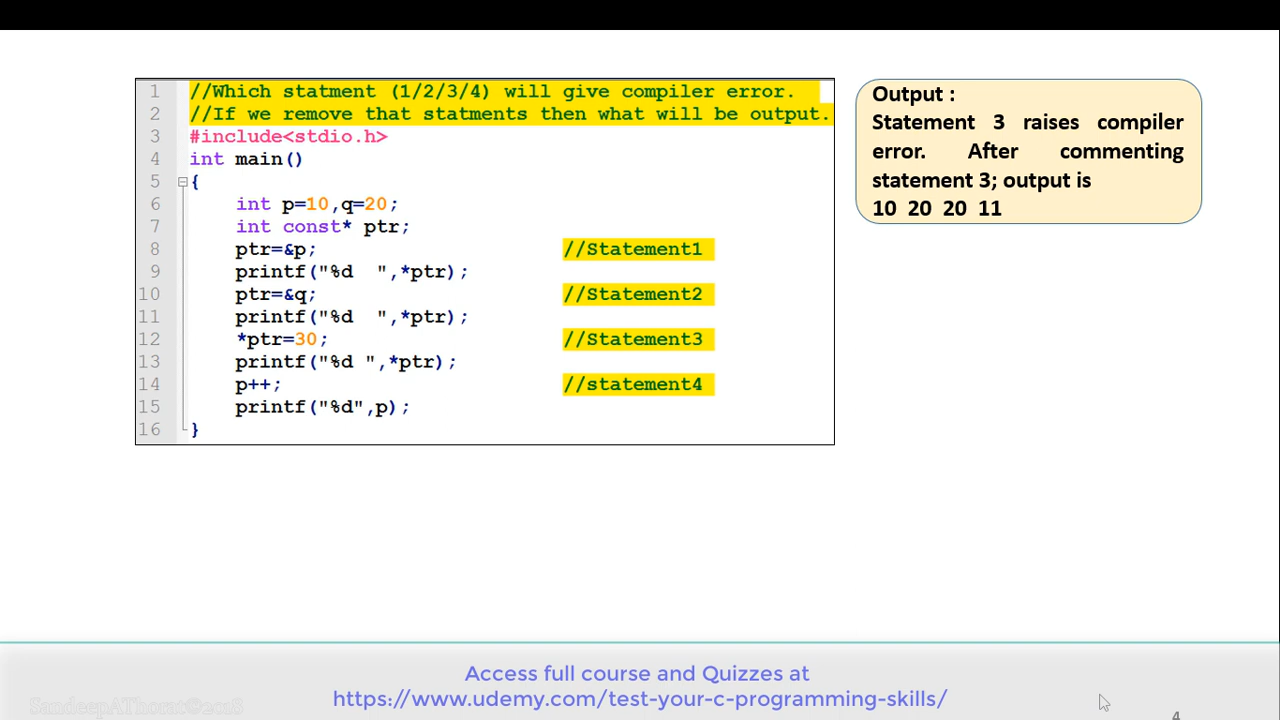 1 //Which statment (1/2/3/4) will give compiler error.
2 //If we remove that statments then what will be output.
3 #include<stdio.h>
4 int main()
5 {
6 int p=10,q=20;
7 int const* ptr;
8 ptr=&p; //Statement1
9 printf("%d  ",*ptr);
10 ptr=&q; //Statement2
11 printf("%d  ",*ptr);
12 *ptr=30; //Statement3
13 printf("%d ",*ptr);
14 p++; //statement4
15 printf("%d",p);
16 }
Output :
Statement 3 raises compiler
error. After commenting
statement 3; output is
10 20 20 11
Access full course and Quizzes at
https://www.udemy.com/test-your-c-programming-skills/
SandeepAThorat©2018
4